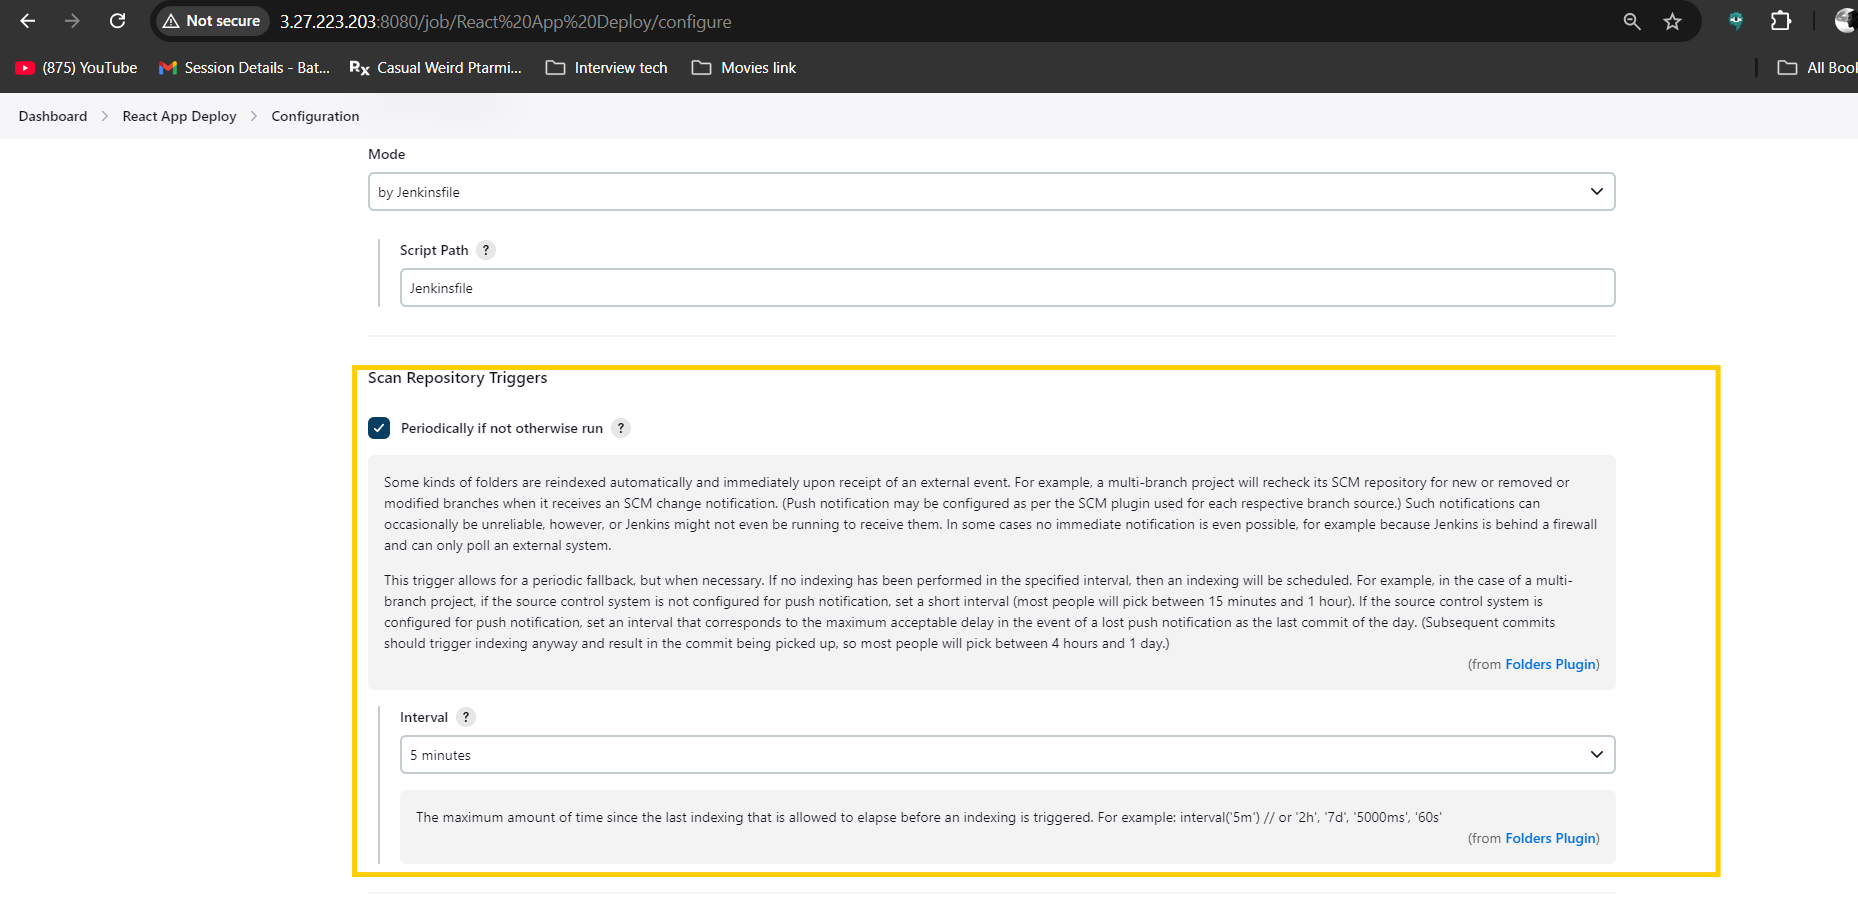 Not secure 3.27.223.203:8080/job/React%20App%20Deploy/configure
(875) YouTube Session Details - Bat... Rx Casual Weird Ptarmi... Interview tech Movies link All Book
Dashboard > React App Deploy > Configuration
Mode
by Jenkinsfile
Script Path ?
Jenkinsfile
Scan Repository Triggers
Periodically if not otherwise run ?
Some kinds of folders are reindexed automatically and immediately upon receipt of an external event. For example, a multi-branch project will recheck its SCM repository for new or removed or
modified branches when it receives an SCM change notification. (Push notification may be configured as per the SCM plugin used for each respective branch source.) Such notifications can
occasionally be unreliable, however, or Jenkins might not even be running to receive them. In some cases no immediate notification is even possible, for example because Jenkins is behind a firewall
and can only poll an external system.
This trigger allows for a periodic fallback, but when necessary. If no indexing has been performed in the specified interval, then an indexing will be scheduled. For example, in the case of a multi-
branch project, if the source control system is not configured for push notification, set a short interval (most people will pick between 15 minutes and 1 hour). If the source control system is
configured for push notification, set an interval that corresponds to the maximum acceptable delay in the event of a lost push notification as the last commit of the day. (Subsequent commits
should trigger indexing anyway and result in the commit being picked up, so most people will pick between 4 hours and 1 day.)
(from Folders Plugin)
Interval ?
5 minutes
The maximum amount of time since the last indexing that is allowed to elapse before an indexing is triggered. For example: interval('5m') // or '2h', '7d', '5000ms', '60s'
(from Folders Plugin)